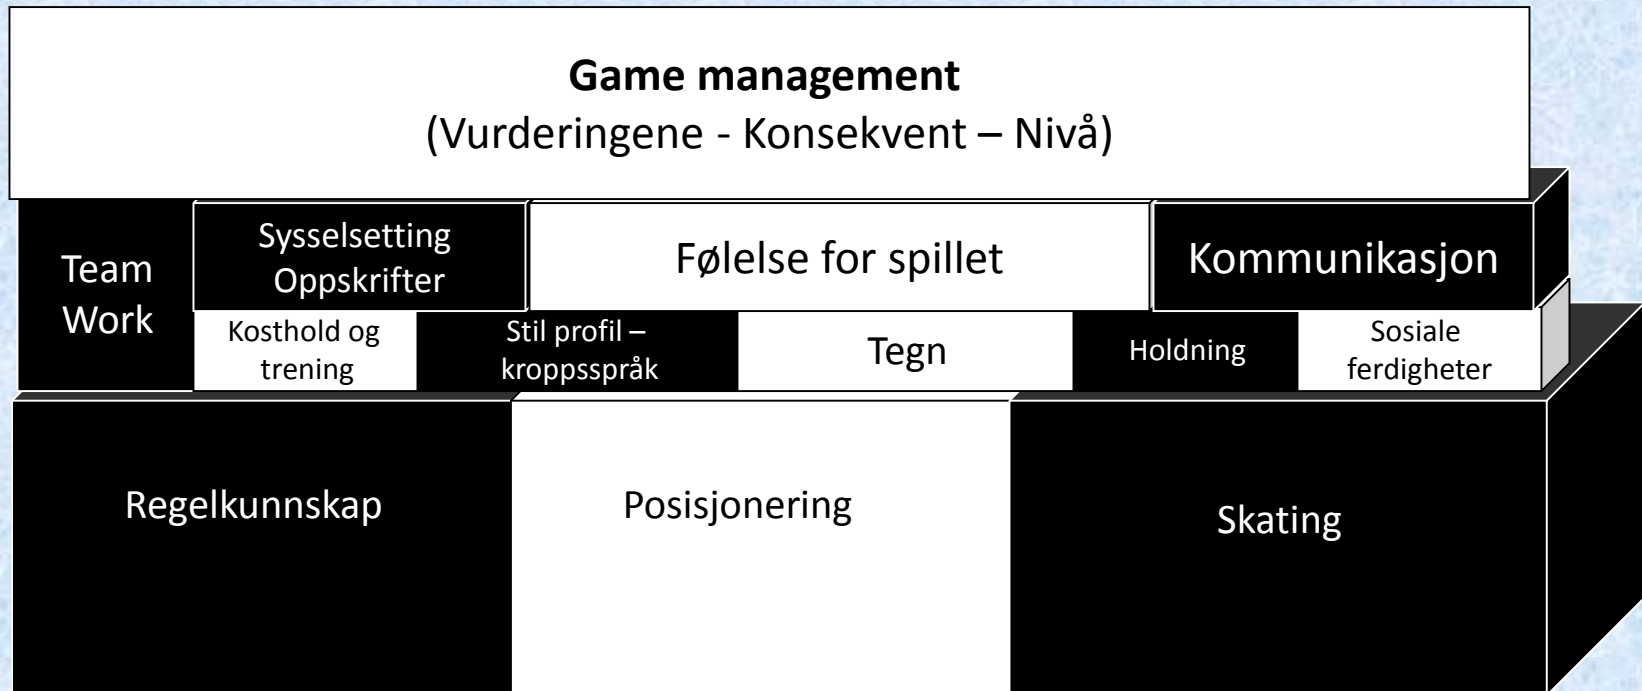 Game management
(Vurderingene - Konsekvent – Nivå)
Team
Work
Sysselsetting
Oppskrifter
Følelse for spillet
Kommunikasjon
Kosthold og
trening
Stil profil –
kroppsspråk
Tegn
Holdning
Sosiale
ferdigheter
Regelkunnskap
Posisjonering
Skating